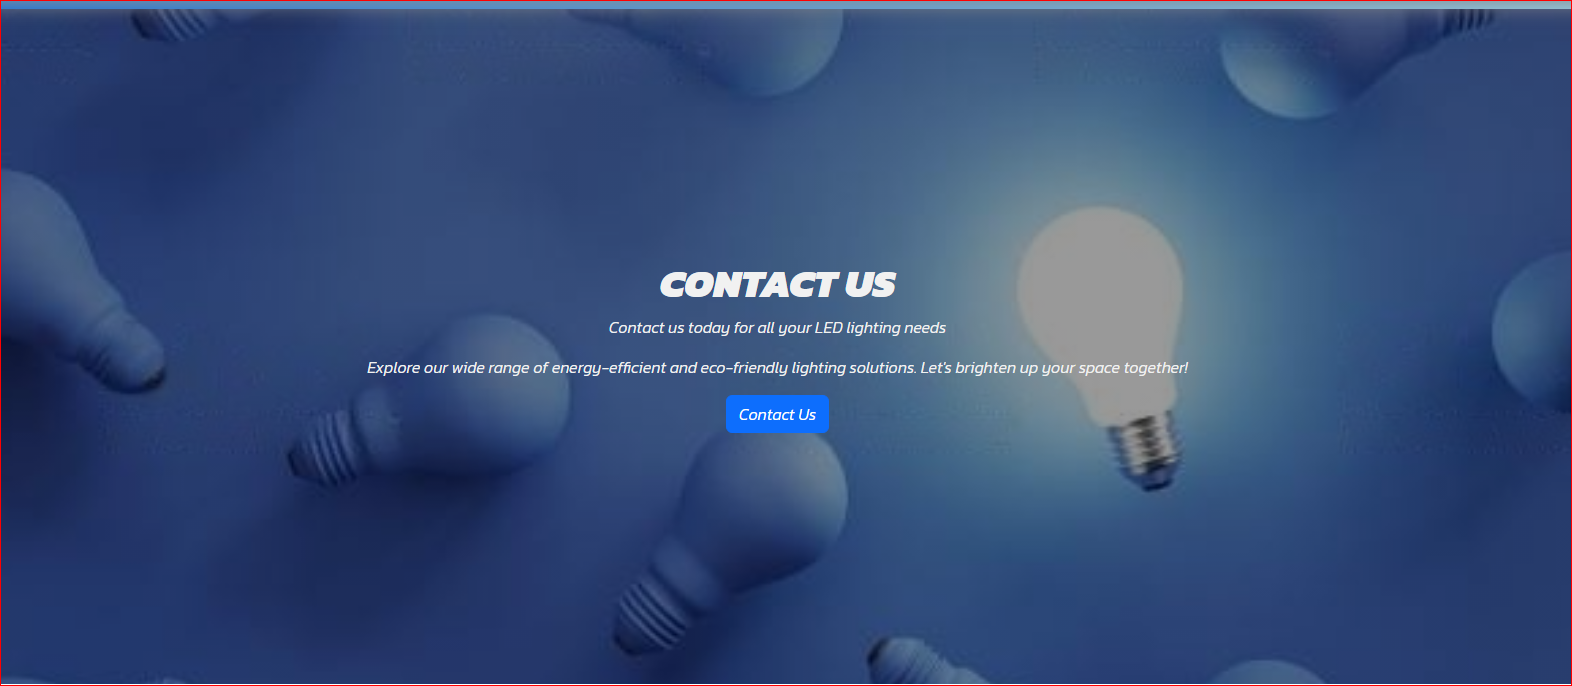 CONTACT US
Contact us today for all your LED lighting needs
Explore our wide range of energy-efficient and eco-friendly lighting solutions. Let's brighten up your space together!
Contact Us